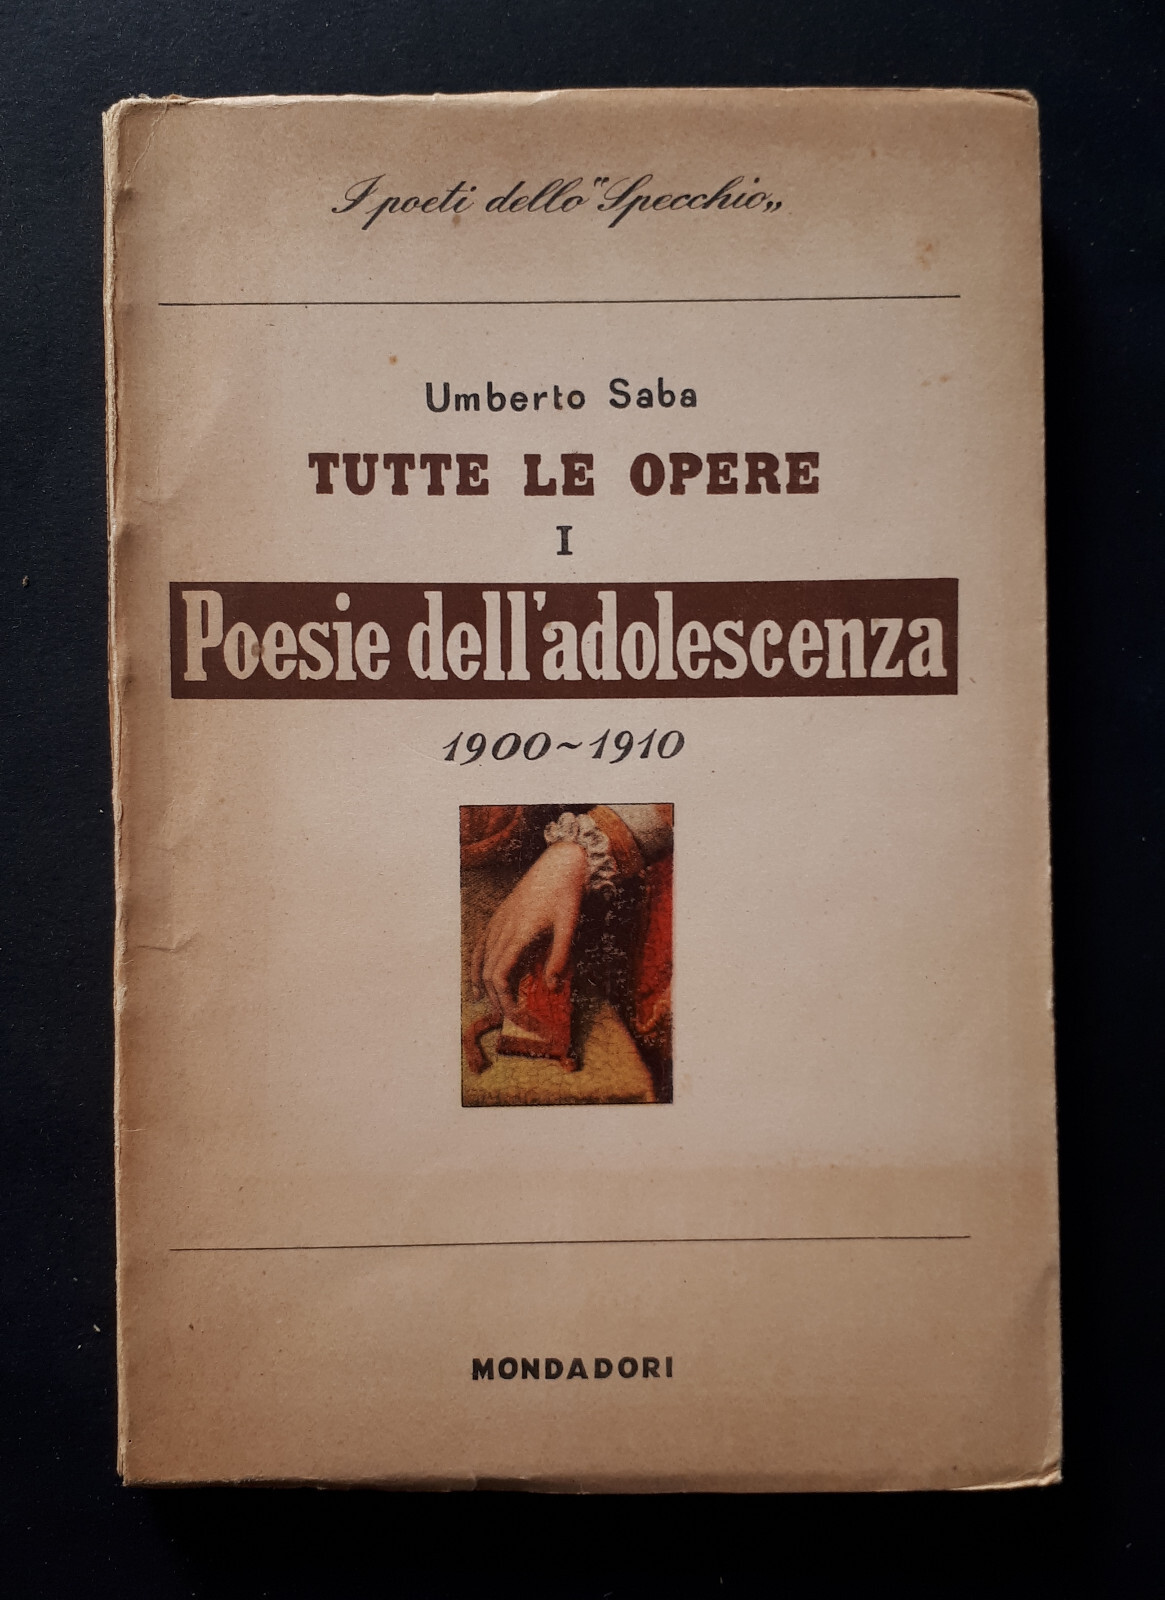 I poeti dello "Specchio„
Umberto Saba
TUTTE LE OPERE
I
Poesie dell'adolescenza
1900~1910
MONDADORI